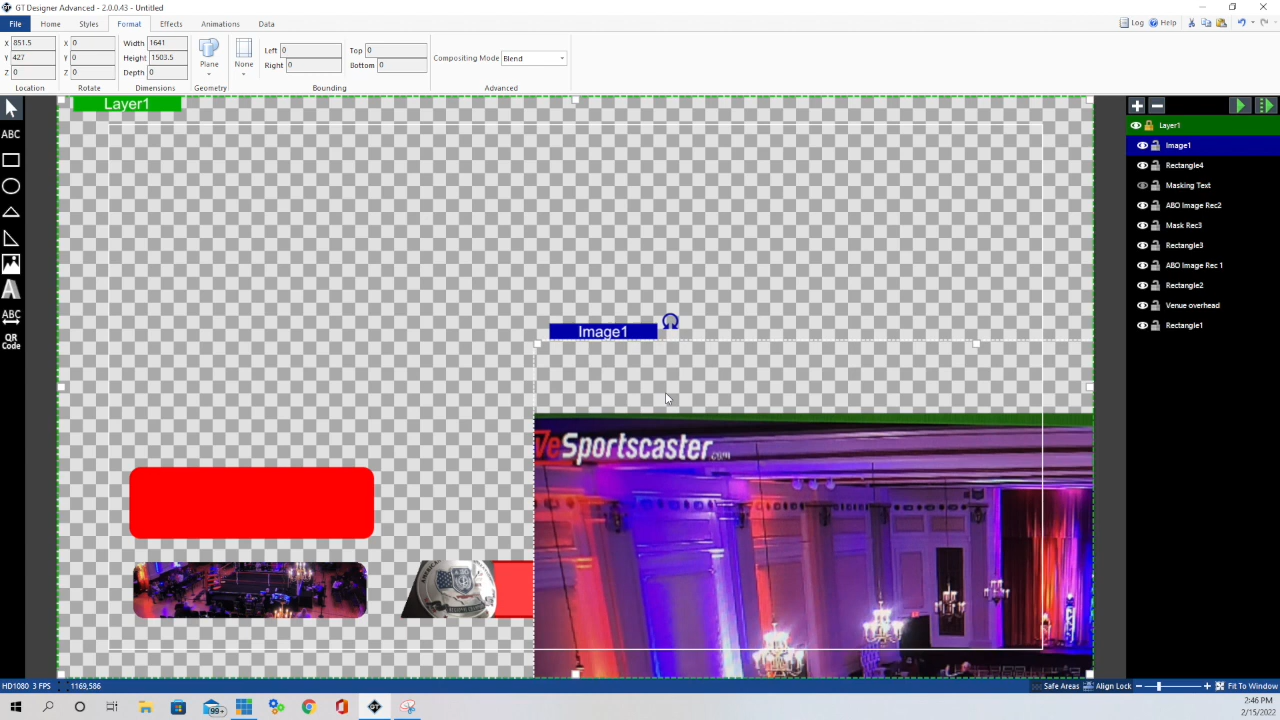 GT Designer Advanced - 2.0.0.43 - Untitled
File Home Styles Format Effects Animations Data Log Help
X 851.5 X 0 Width 1641 Left 0 Top 0
Y 427 Y 0 Height 1503.5 Plane None Compositing Mode Blend
Z 0 Z 0 Depth 0 Right 0 Bottom 0
Location Rotate Dimensions Geometry Bounding Advanced
Layer1
Layer1
Image1
Rectangle4
Masking Text
ABO Image Rec2
Mask Rec3
Rectangle3
ABO Image Rec 1
Rectangle2
Venue overhead
Rectangle1
ABC
ABC
QR
Code
Image1
veSportscaster.com
HD1080 3 FPS 1169,586 Safe Areas Align Lock Fit To Window
99+ GT 2:46 PM
2/15/2022